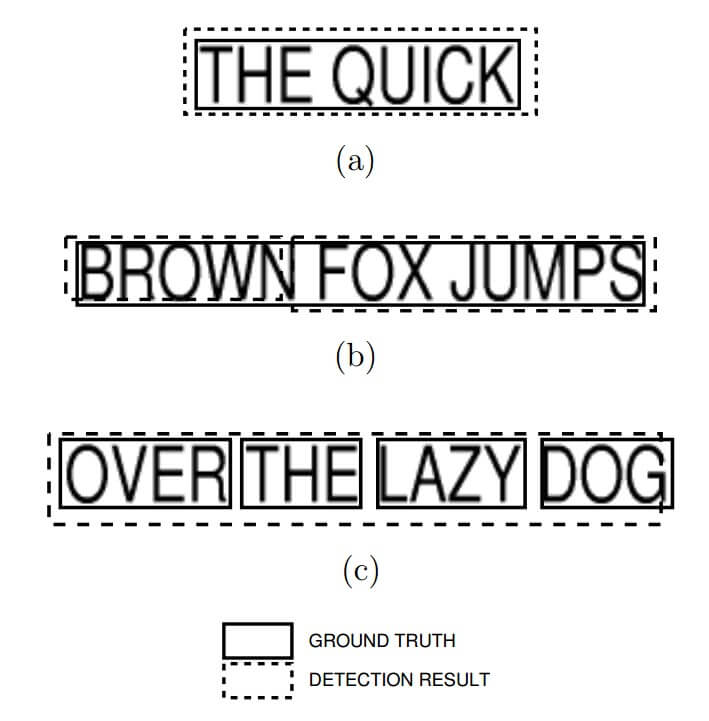 THE QUICK
(a)
BROWN FOX JUMPS
(b)
OVER THE LAZY DOG
(c)
GROUND TRUTH
DETECTION RESULT